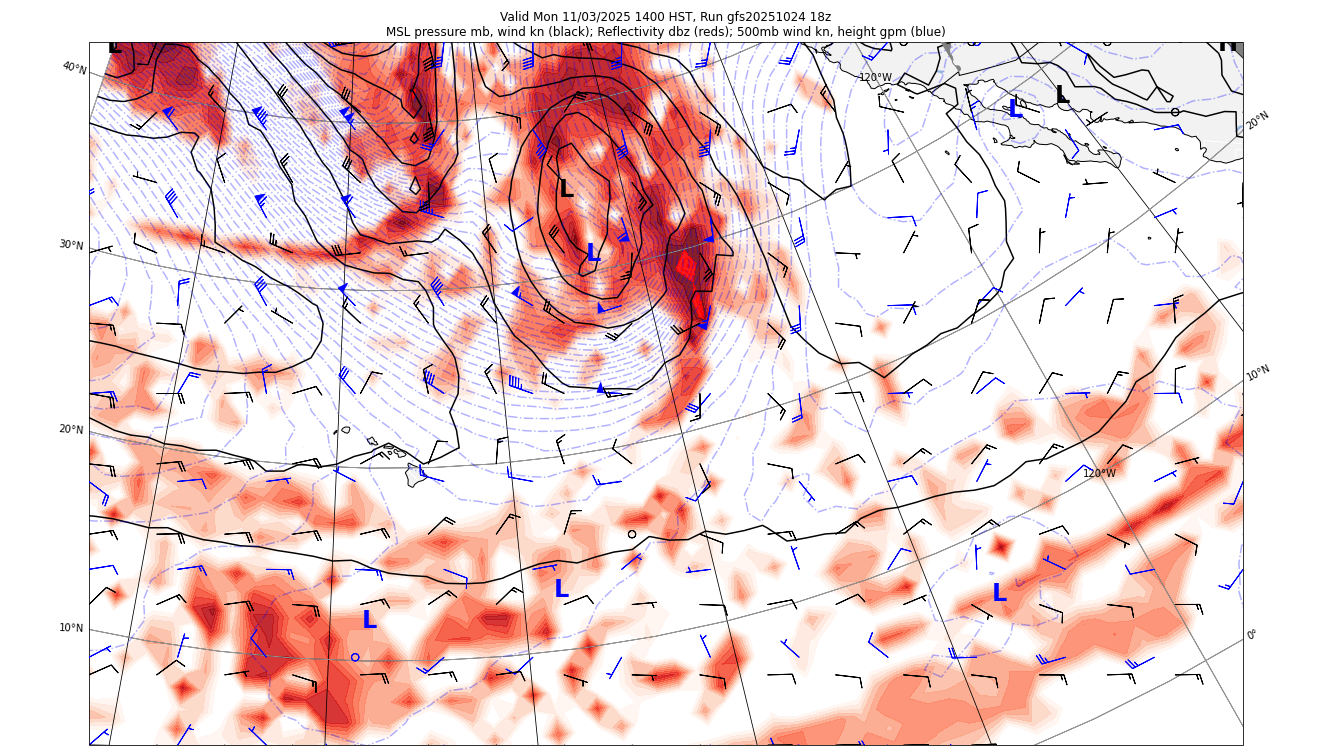 Valid Mon 11/03/2025 1400 HST, Run gfs20251024 18z
MSL pressure mb, wind kn (black); Reflectivity dbz (reds); 500mb wind kn, height gpm (blue)
L
H
40°N
120°W
L
L
20°N
L
30°N
L
10°N
20°N
120°W
L
L
L
10°N
0°